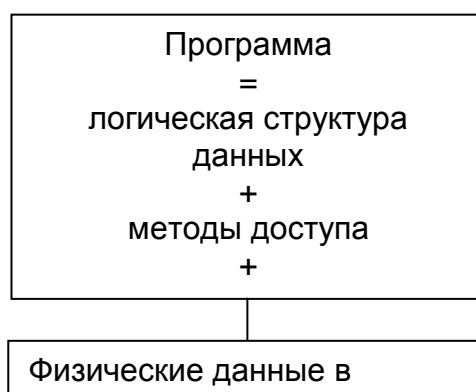 Программа
=
логическая структура
данных
+
методы доступа
+
Физические данные в